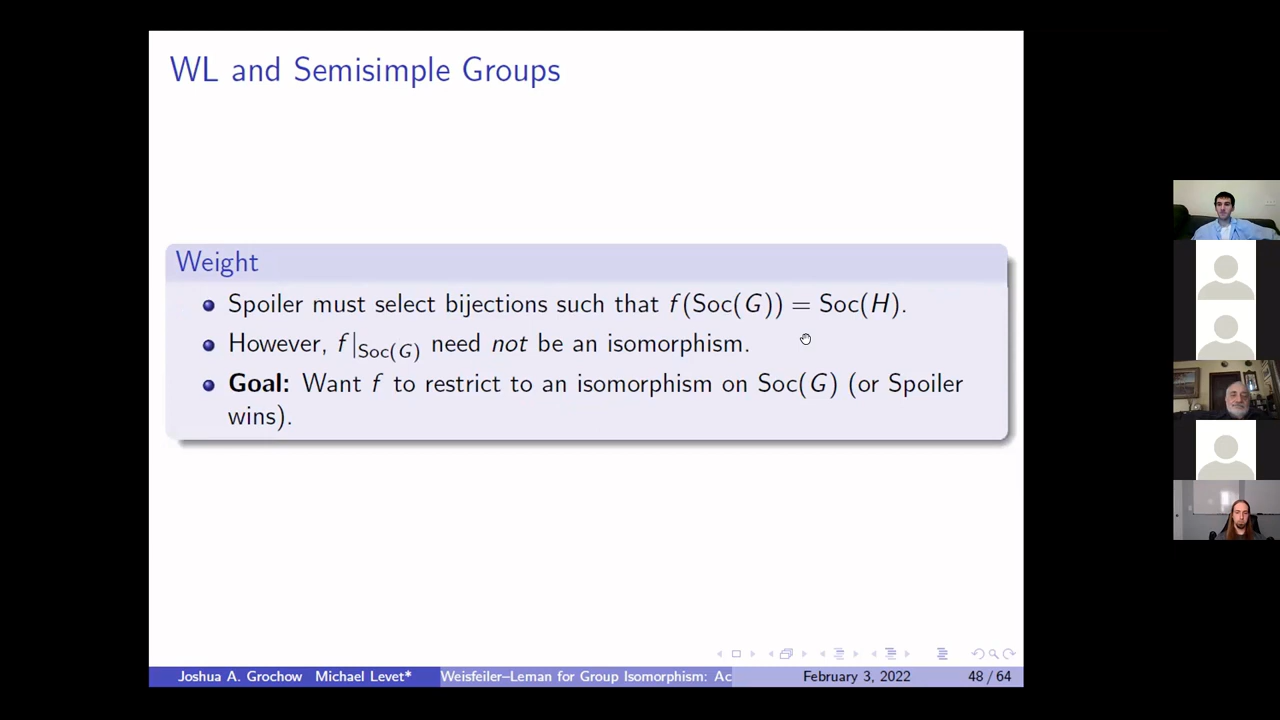 WL and Semisimple Groups
Weight
Spoiler must select bijections such that f(Soc(G)) = Soc(H).
However, f|Soc(G) need not be an isomorphism.
Goal: Want f to restrict to an isomorphism on Soc(G) (or Spoiler
wins).
Joshua A. Grochow Michael Levet* Weisfeiler–Leman for Group Isomorphism: Ac February 3, 2022 48 / 64